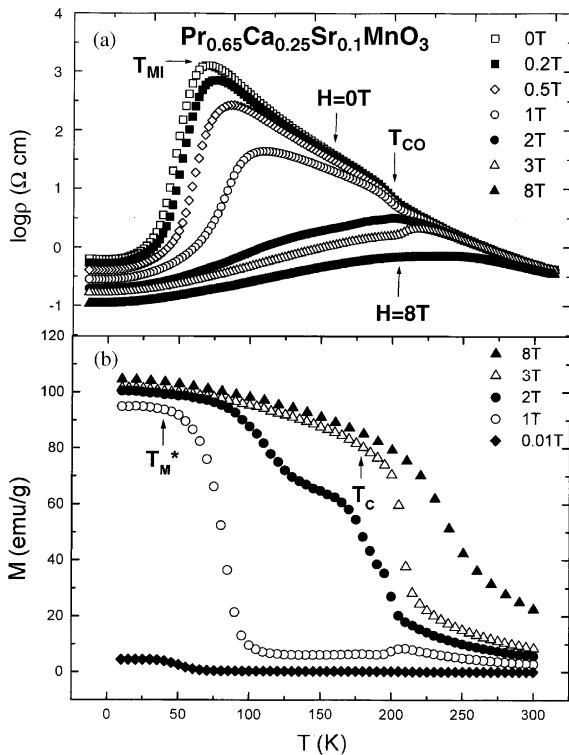 (a) Pr0.65Ca0.25Sr0.1MnO3
TMI
H=0T
TCO
H=8T
0T
0.2T
0.5T
1T
2T
3T
8T
4
3
2
1
0
-1
logρ (Ω cm)
(b)
8T
3T
2T
1T
0.01T
TM*
TC
120
100
80
60
40
20
0
M (emu/g)
0 50 100 150 200 250 300
T (K)